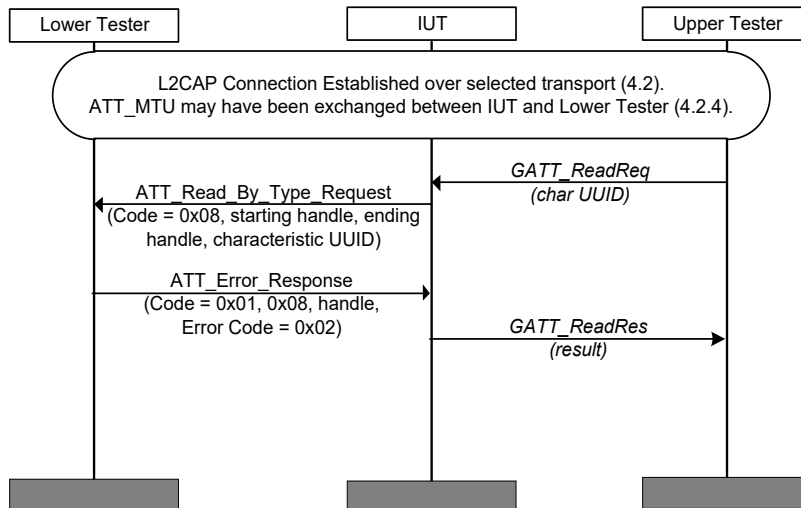 Lower Tester
IUT
Upper Tester
L2CAP Connection Established over selected transport (4.2).
ATT_MTU may have been exchanged between IUT and Lower Tester (4.2.4).
GATT_ReadReq
(char UUID)
ATT_Read_By_Type_Request
(Code = 0x08, starting handle, ending
handle, characteristic UUID)
ATT_Error_Response
(Code = 0x01, 0x08, handle,
Error Code = 0x02)
GATT_ReadRes
(result)